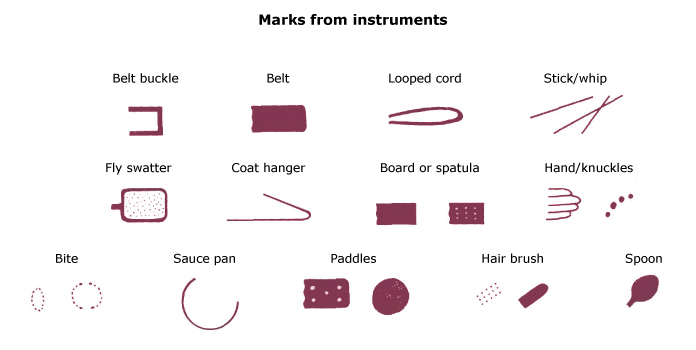 Marks from instruments
Belt buckle Belt Looped cord Stick/whip
Fly swatter Coat hanger Board or spatula Hand/knuckles
Bite Sauce pan Paddles Hair brush Spoon